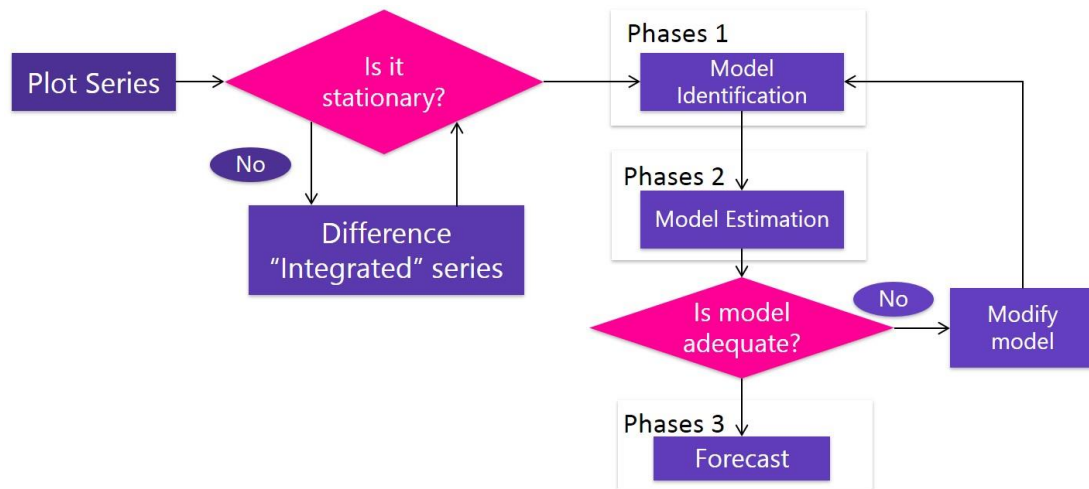 Plot Series
Is it
stationary?
No
Difference
“Integrated” series
Phases 1
Model
Identification
Phases 2
Model Estimation
Is model
adequate?
No
Modify
model
Phases 3
Forecast